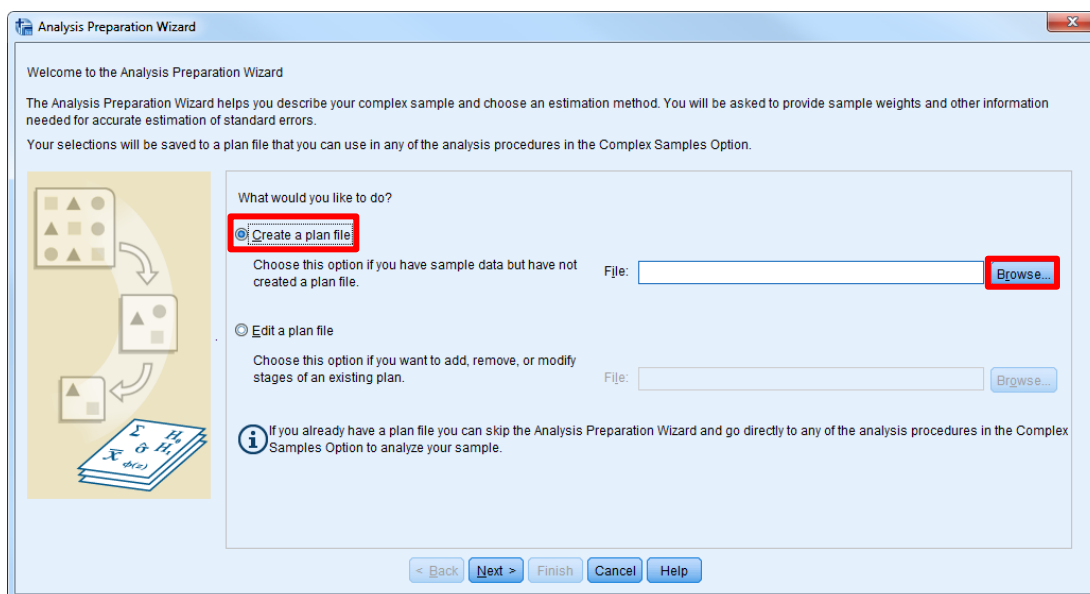 Analysis Preparation Wizard
Welcome to the Analysis Preparation Wizard
The Analysis Preparation Wizard helps you describe your complex sample and choose an estimation method. You will be asked to provide sample weights and other information
needed for accurate estimation of standard errors.
Your selections will be saved to a plan file that you can use in any of the analysis procedures in the Complex Samples Option.
What would you like to do?
Create a plan file
Choose this option if you have sample data but have not
created a plan file.
File:
Browse...
Edit a plan file
Choose this option if you want to add, remove, or modify
stages of an existing plan.
File:
Browse...
If you already have a plan file you can skip the Analysis Preparation Wizard and go directly to any of the analysis procedures in the Complex
Samples Option to analyze your sample.
Σ H₀
x̅ σ̂ H₁
ϕ(z)
< Back Next > Finish Cancel Help